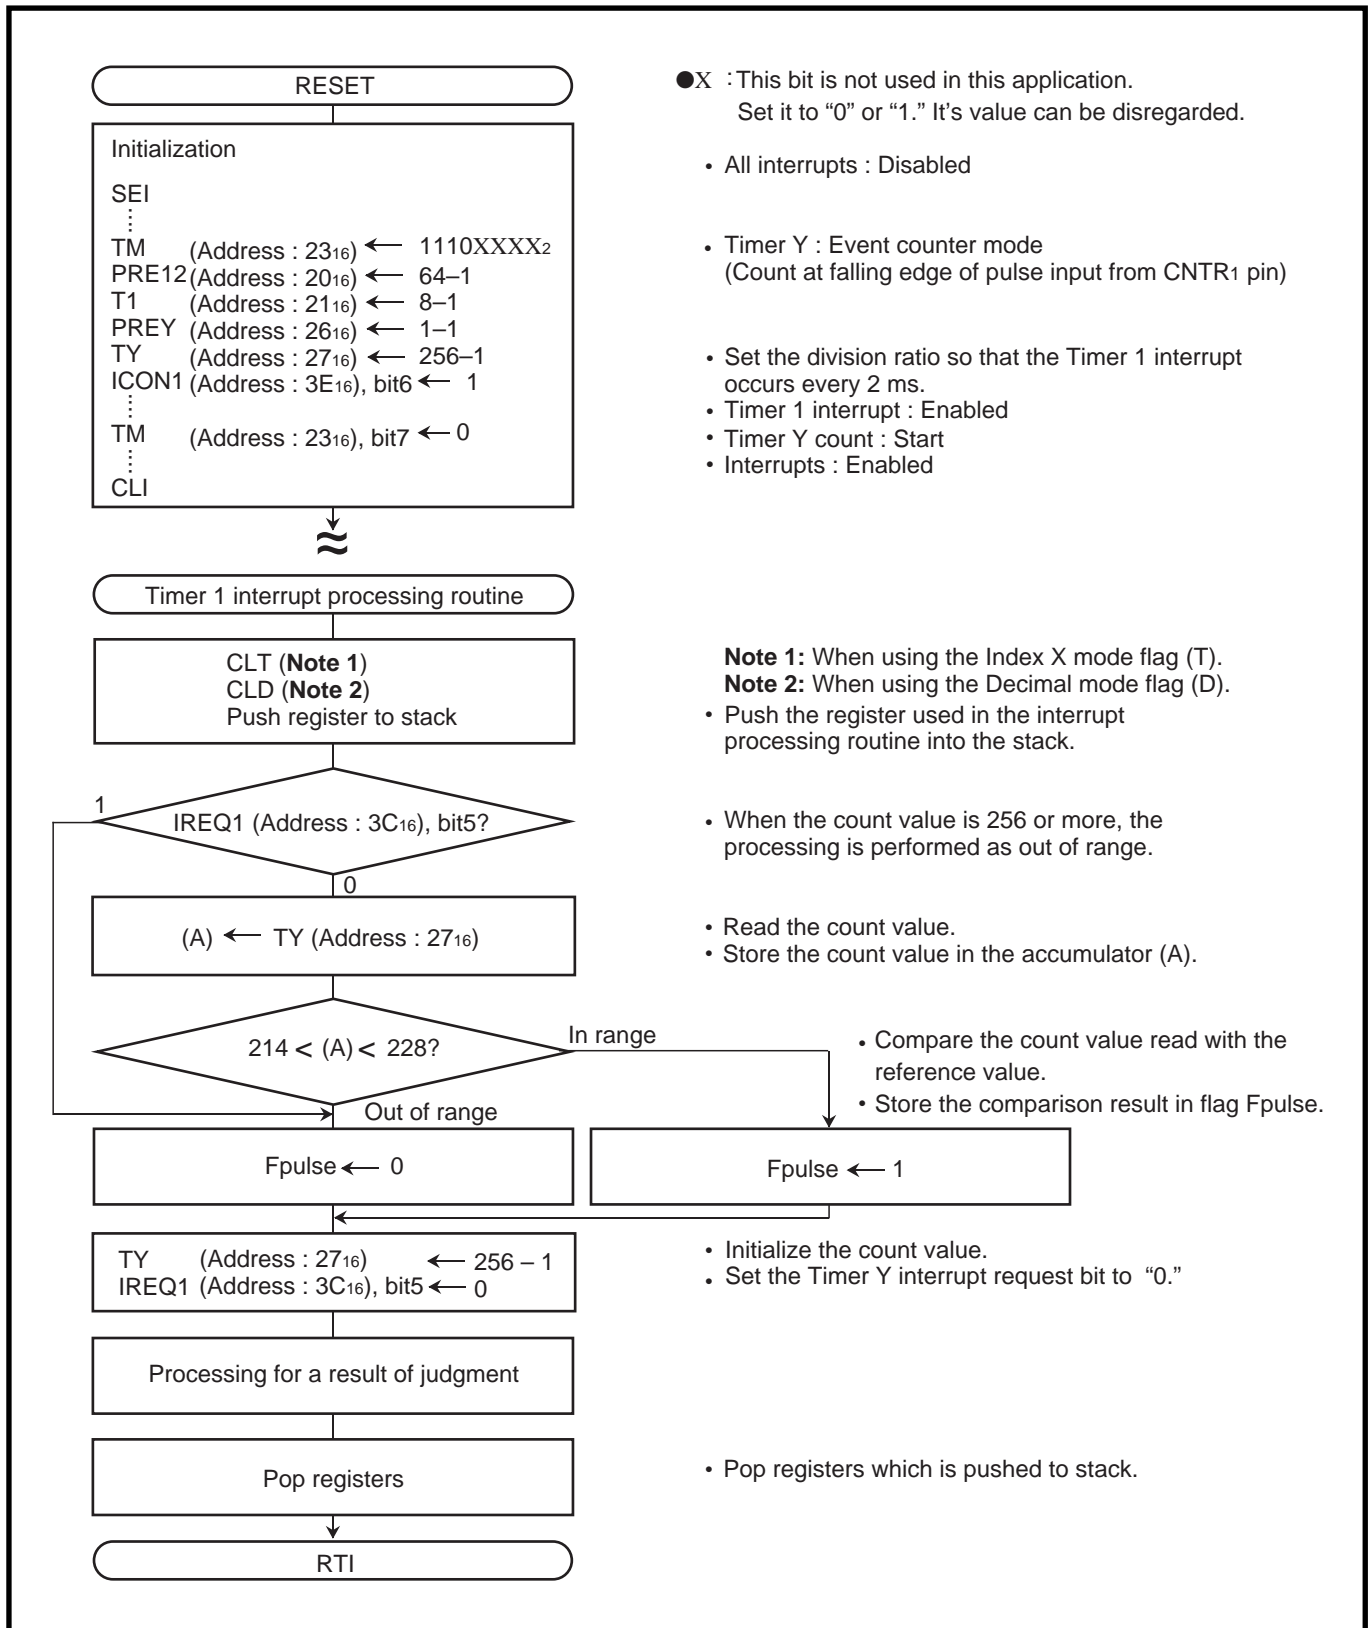 RESET
●X : This bit is not used in this application.
Set it to “0” or “1.” It’s value can be disregarded.
Initialization
• All interrupts : Disabled
SEI
TM (Address : 23₁₆) ← 1110XXXX₂
• Timer Y : Event counter mode
(Count at falling edge of pulse input from CNTR₁ pin)
PRE12 (Address : 20₁₆) ← 64–1
T1 (Address : 21₁₆) ← 8–1
PREY (Address : 26₁₆) ← 1–1
TY (Address : 27₁₆) ← 256–1
• Set the division ratio so that the Timer 1 interrupt
occurs every 2 ms.
ICON1 (Address : 3E₁₆), bit6 ← 1
• Timer 1 interrupt : Enabled
TM (Address : 23₁₆), bit7 ← 0
• Timer Y count : Start
• Interrupts : Enabled
CLI
≈
Timer 1 interrupt processing routine
CLT (Note 1)
CLD (Note 2)
Push register to stack
Note 1: When using the Index X mode flag (T).
Note 2: When using the Decimal mode flag (D).
• Push the register used in the interrupt
processing routine into the stack.
1
IREQ1 (Address : 3C₁₆), bit5?
• When the count value is 256 or more, the
processing is performed as out of range.
0
(A) ← TY (Address : 27₁₆)
• Read the count value.
• Store the count value in the accumulator (A).
214 < (A) < 228?
In range
• Compare the count value read with the
reference value.
• Store the comparison result in flag Fpulse.
Out of range
Fpulse ← 0
Fpulse ← 1
TY (Address : 27₁₆) ← 256 – 1
IREQ1 (Address : 3C₁₆), bit5 ← 0
• Initialize the count value.
• Set the Timer Y interrupt request bit to “0.”
Processing for a result of judgment
Pop registers
• Pop registers which is pushed to stack.
RTI